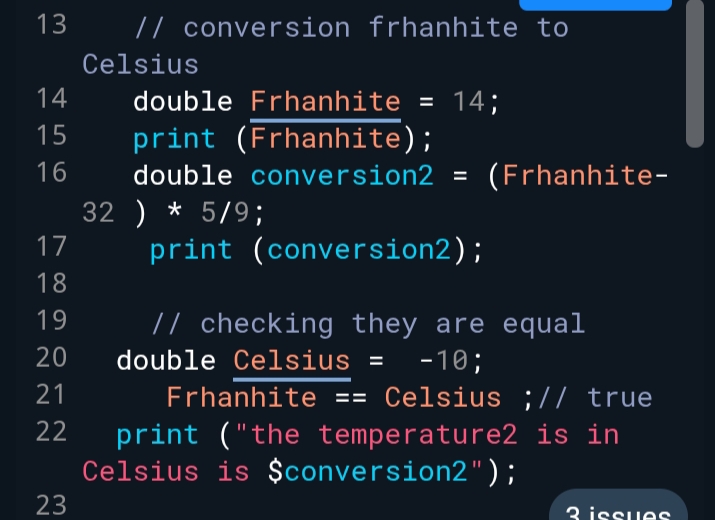 13 // conversion frhanhite to
Celsius
14 double Frhanhite = 14;
15 print (Frhanhite);
16 double conversion2 = (Frhanhite-
32 ) * 5/9;
17 print (conversion2);
18
19 // checking they are equal
20 double Celsius =  -10;
21 Frhanhite == Celsius ;// true
22 print ("the temperature2 is in
Celsius is $conversion2");
23
3 issues